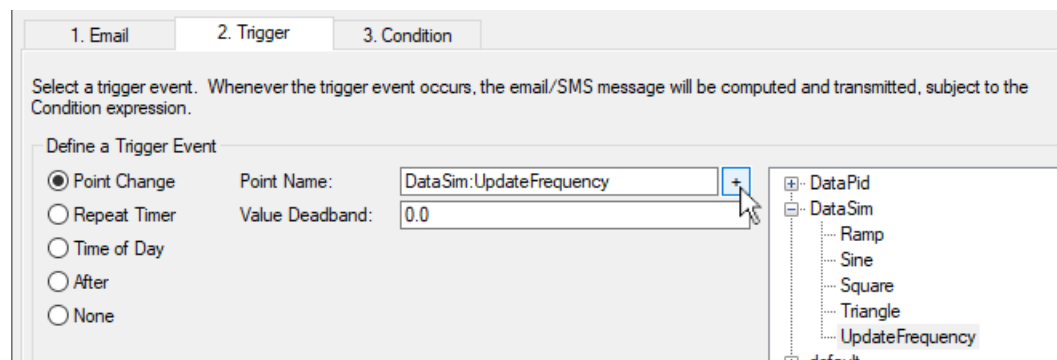 1. Email 2. Trigger 3. Condition
Select a trigger event. Whenever the trigger event occurs, the email/SMS message will be computed and transmitted, subject to the
Condition expression.
Define a Trigger Event
Point Change Point Name: DataSim:UpdateFrequency +
Repeat Timer Value Deadband: 0.0
Time of Day
After
None
DataPid
DataSim
Ramp
Sine
Square
Triangle
UpdateFrequency
default